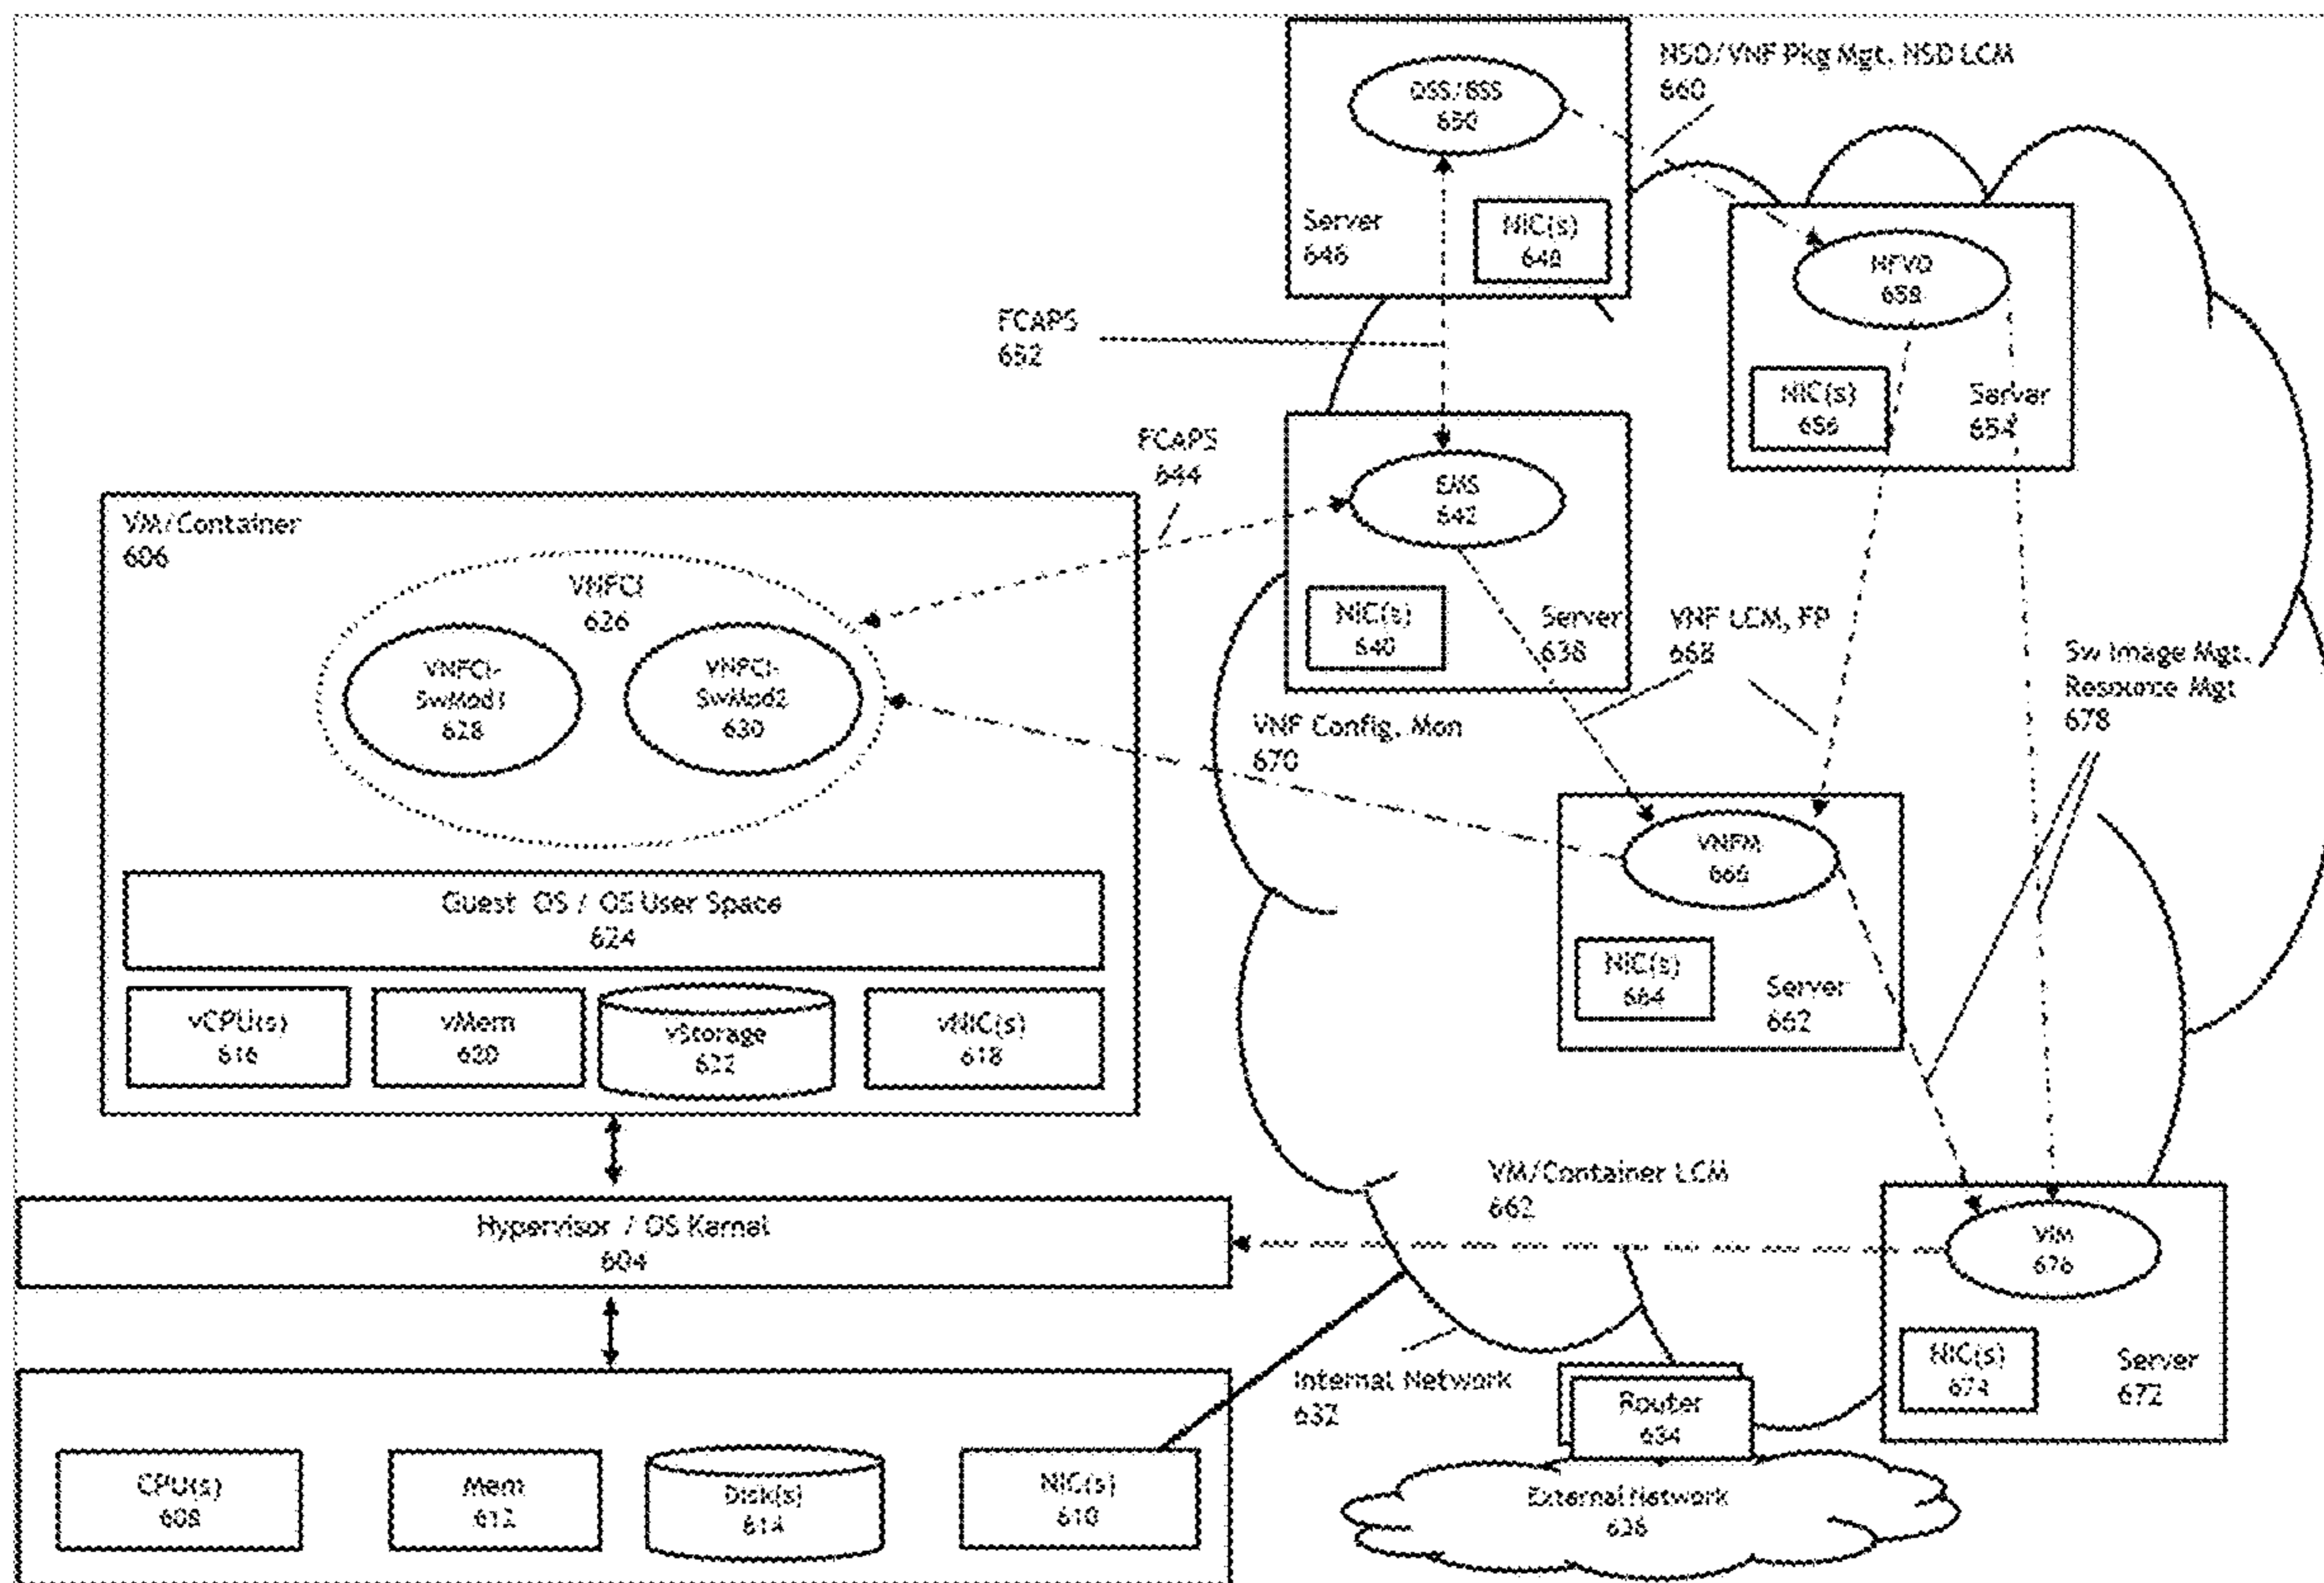 OSS/BSS
650
Server
646
NIC(s)
648
NSD/VNF Pkg Mgt, NSD LCM
660
NFVO
658
NIC(s)
656
Server
654
FCAPS
652
FCAPS
644
EMS
642
NIC(s)
640
Server
638
VNF LCM, FP
668
Sw Image Mgt,
Resource Mgt
678
VM/Container
606
VNFCI
626
VNFCI-
SwMod1
628
VNFCI-
SwMod2
630
VNF Config, Mon
670
VNFM
666
NIC(s)
664
Server
662
Guest OS / OS User Space
624
vCPU(s)
616
vMem
620
vStorage
622
vNIC(s)
618
VM/Container LCM
662
Hypervisor / OS Kernal
604
VIM
676
NIC(s)
674
Server
672
Internal Network
632
Router
634
External Network
636
CPU(s)
608
Mem
612
Disk(s)
614
NIC(s)
610